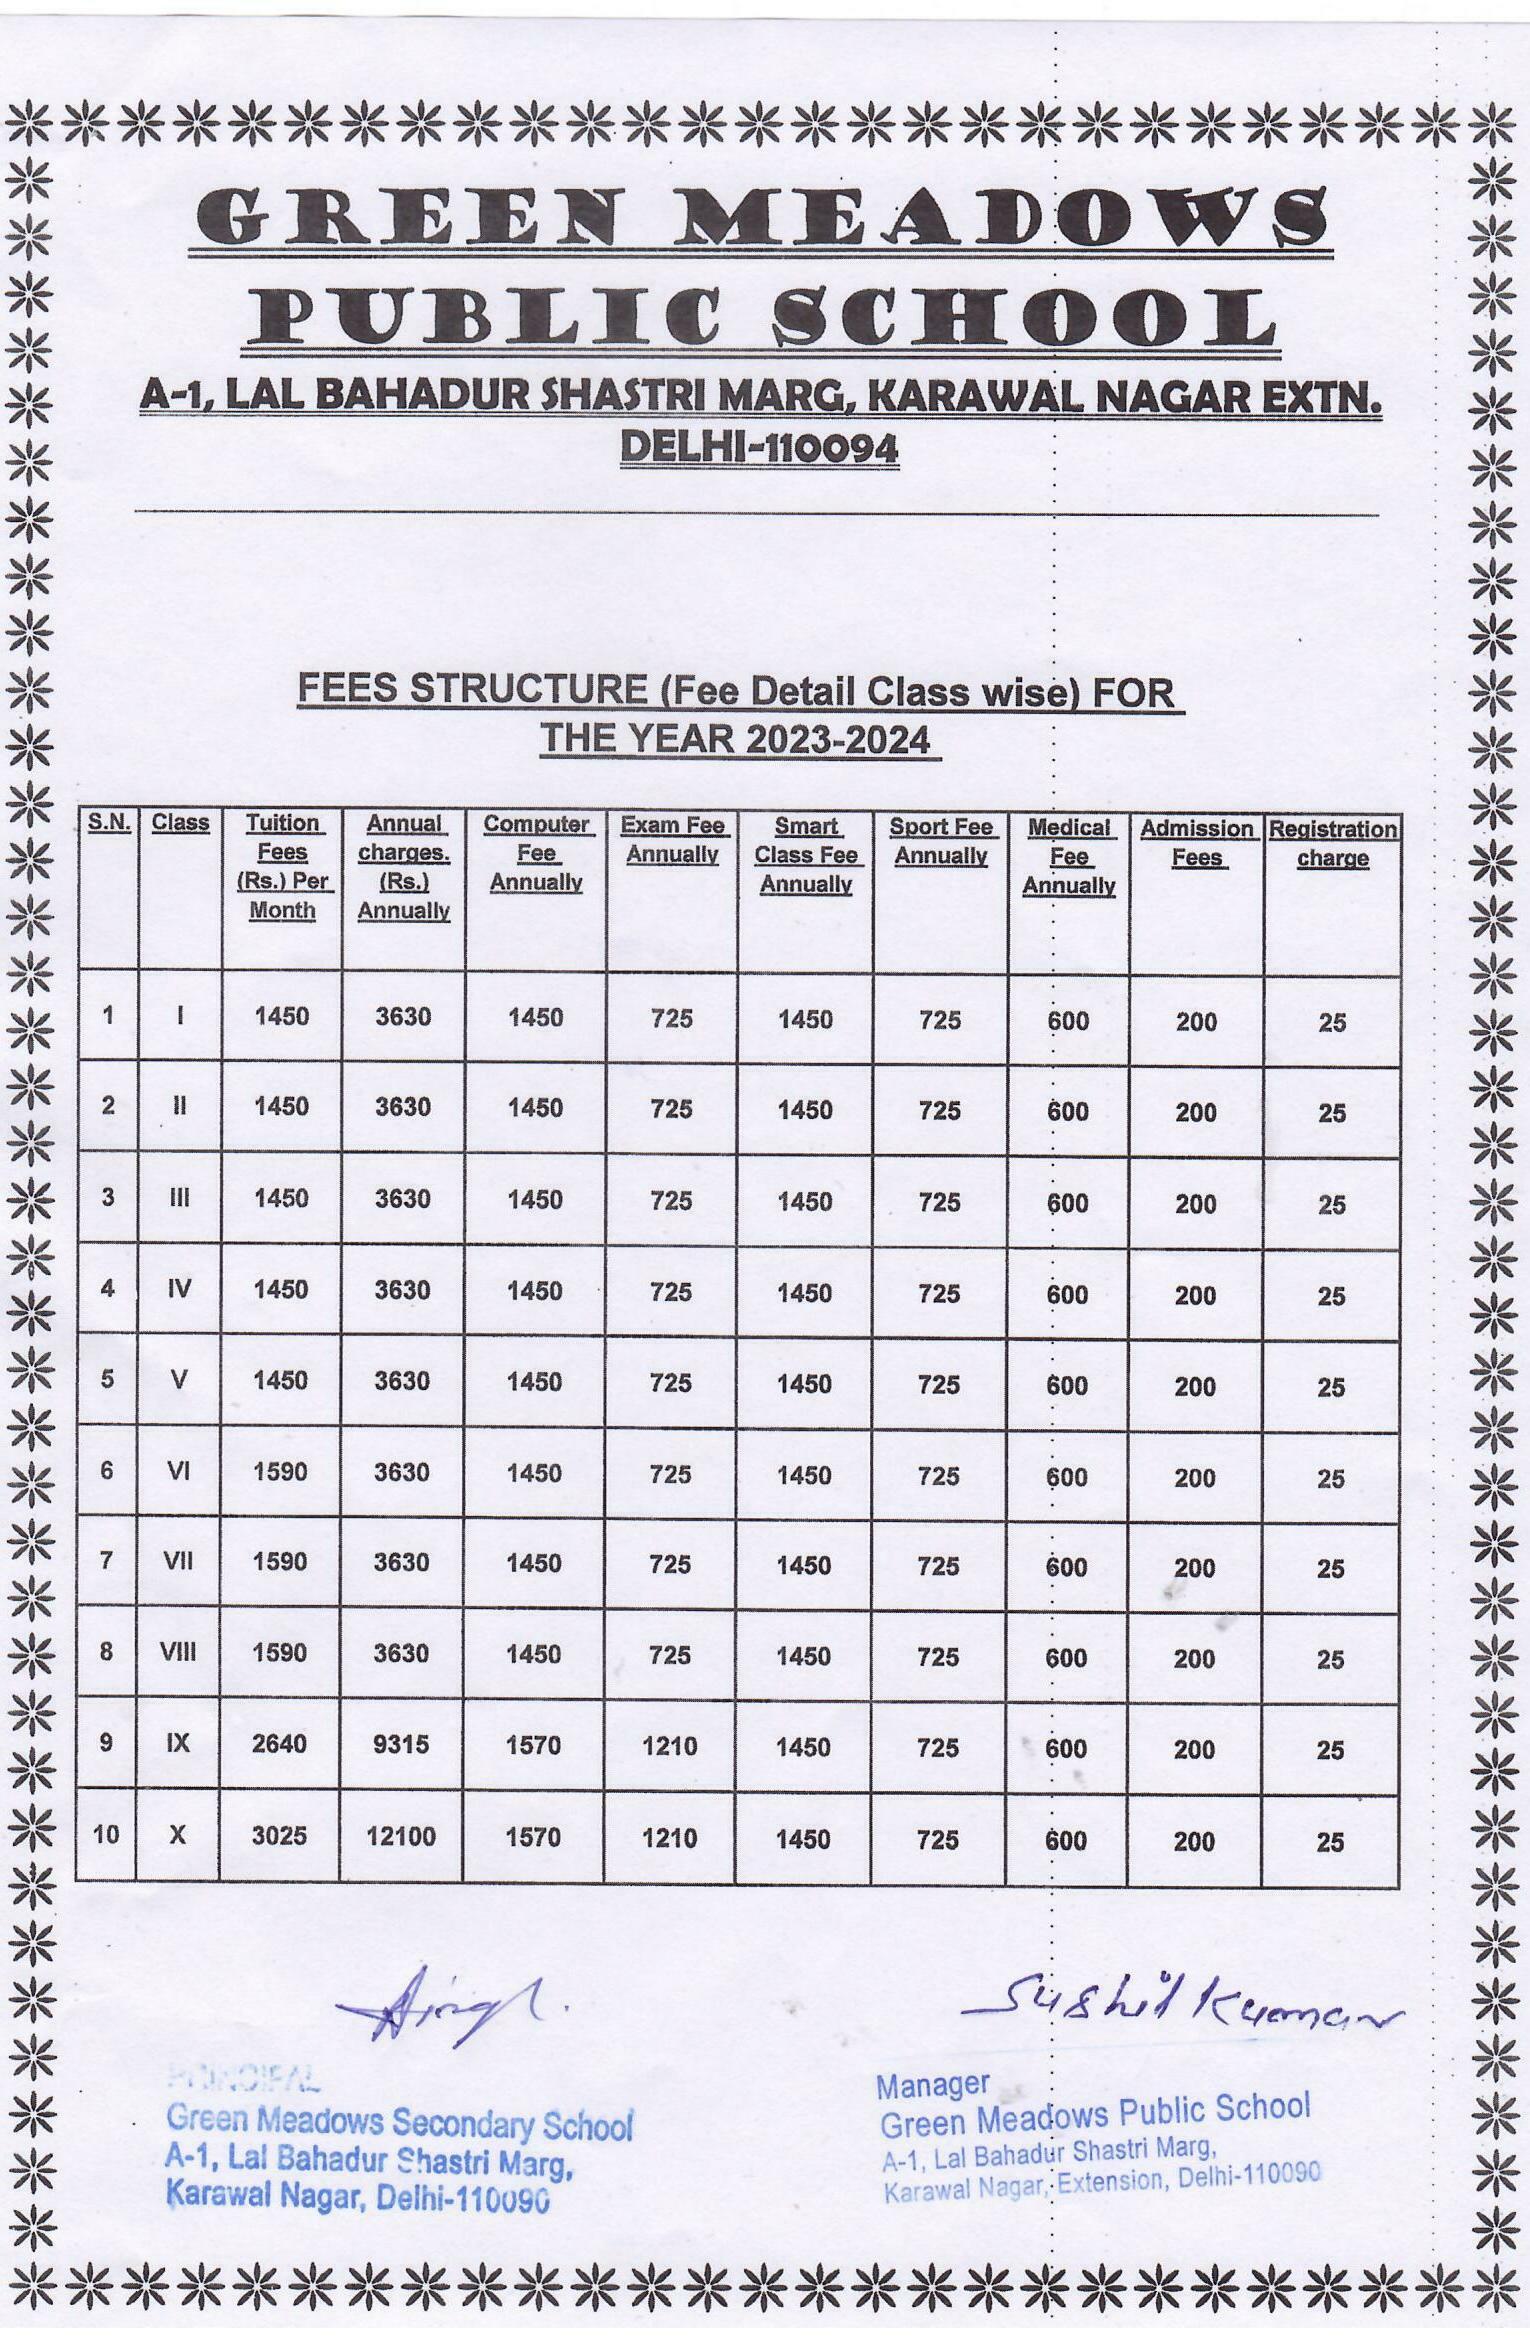 GREEN MEADOWS
PUBLIC SCHOOL
A-1, LAL BAHADUR SHASTRI MARG, KARAWAL NAGAR EXTN.
DELHI-110094
FEES STRUCTURE (Fee Detail Class wise) FOR
THE YEAR 2023-2024
S.N. Class Tuition Fees (Rs.) Per Month Annual charges. (Rs.) Annually Computer Fee Annually Exam Fee Annually Smart Class Fee Annually Sport Fee Annually Medical Fee Annually Admission Fees Registration charge
1 I 1450 3630 1450 725 1450 725 600 200 25
2 II 1450 3630 1450 725 1450 725 600 200 25
3 III 1450 3630 1450 725 1450 725 600 200 25
4 IV 1450 3630 1450 725 1450 725 600 200 25
5 V 1450 3630 1450 725 1450 725 600 200 25
6 VI 1590 3630 1450 725 1450 725 600 200 25
7 VII 1590 3630 1450 725 1450 725 600 200 25
8 VIII 1590 3630 1450 725 1450 725 600 200 25
9 IX 2640 9315 1570 1210 1450 725 600 200 25
10 X 3025 12100 1570 1210 1450 725 600 200 25
Sushil Kumar
PRINCIPAL
Green Meadows Secondary School
A-1, Lal Bahadur Shastri Marg,
Karawal Nagar, Delhi-110090
Manager
Green Meadows Public School
A-1, Lal Bahadur Shastri Marg,
Karawal Nagar, Extension, Delhi-110090